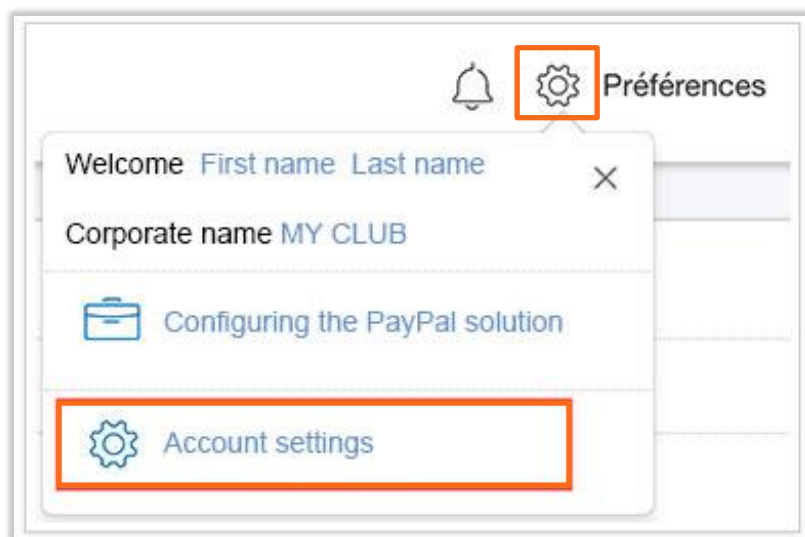 Préférences
Welcome First name Last name
Corporate name MY CLUB
Configuring the PayPal solution
Account settings